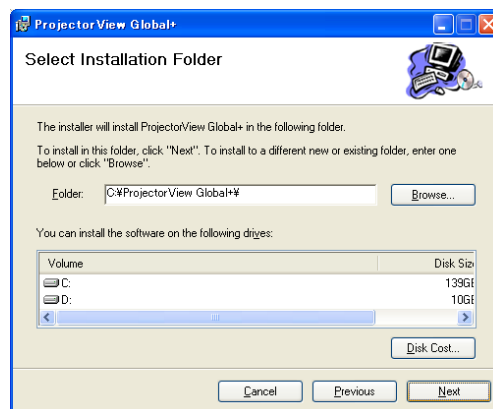 ProjectorView Global+
Select Installation Folder
The installer will install ProjectorView Global+ in the following folder.
To install in this folder, click "Next". To install to a different new or existing folder, enter one
below or click "Browse".
Folder: C:¥ProjectorView Global+¥ Browse...
You can install the software on the following drives:
Volume Disk Siz
C: 139GB
D: 10GB
Disk Cost...
Cancel Previous Next